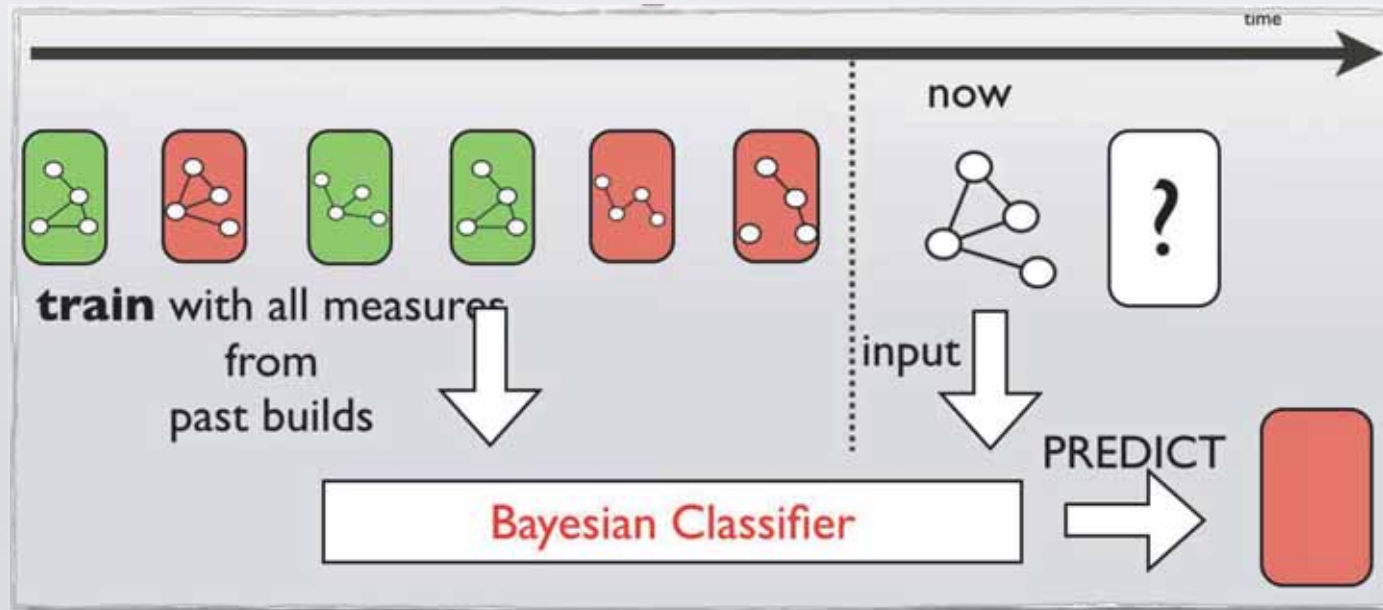 time
now
?
train with all measures
from
past builds
input
PREDICT
Bayesian Classifier